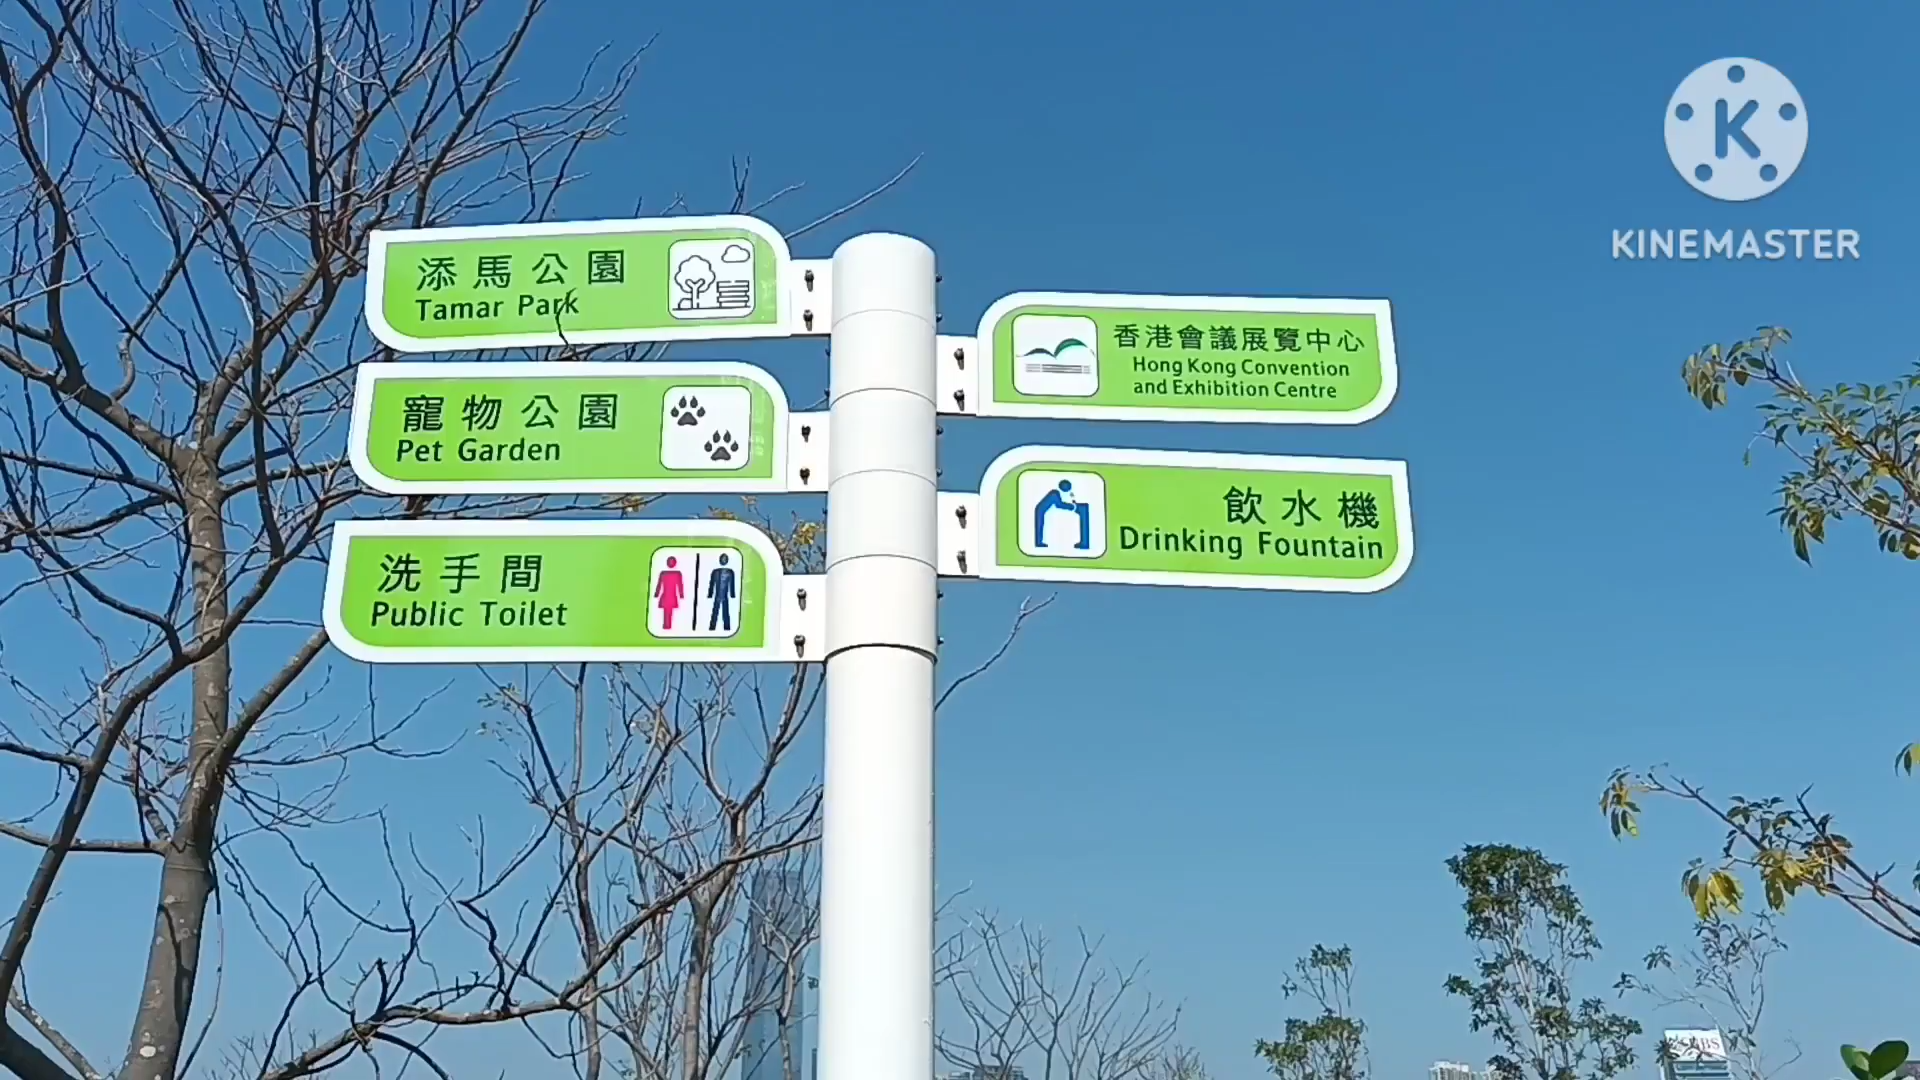 添馬公園
Tamar Park
寵物公園
Pet Garden
洗手間
Public Toilet
香港會議展覽中心
Hong Kong Convention
and Exhibition Centre
飲水機
Drinking Fountain
K
KINEMASTER